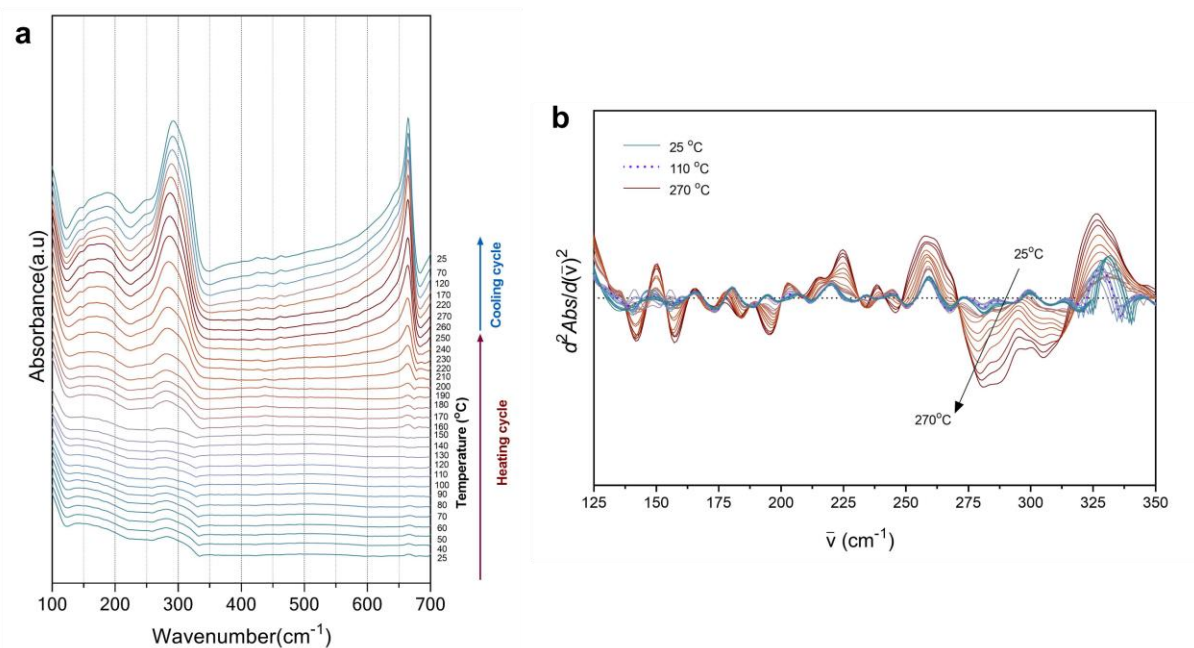 a
Absorbance(a.u)
25
70
120
170
220
270
260
250
240
230
220
210
200
190
180
170
160
150
140
130
120
110
100
90
80
70
60
50
40
25
Temperature (°C)
Cooling cycle
Heating cycle
100 200 300 400 500 600 700
Wavenumber(cm⁻¹)
b
25 °C
110 °C
270 °C
d² Abs/d(ν̄)²
25°C
270°C
125 150 175 200 225 250 275 300 325 350
ν̄ (cm⁻¹)